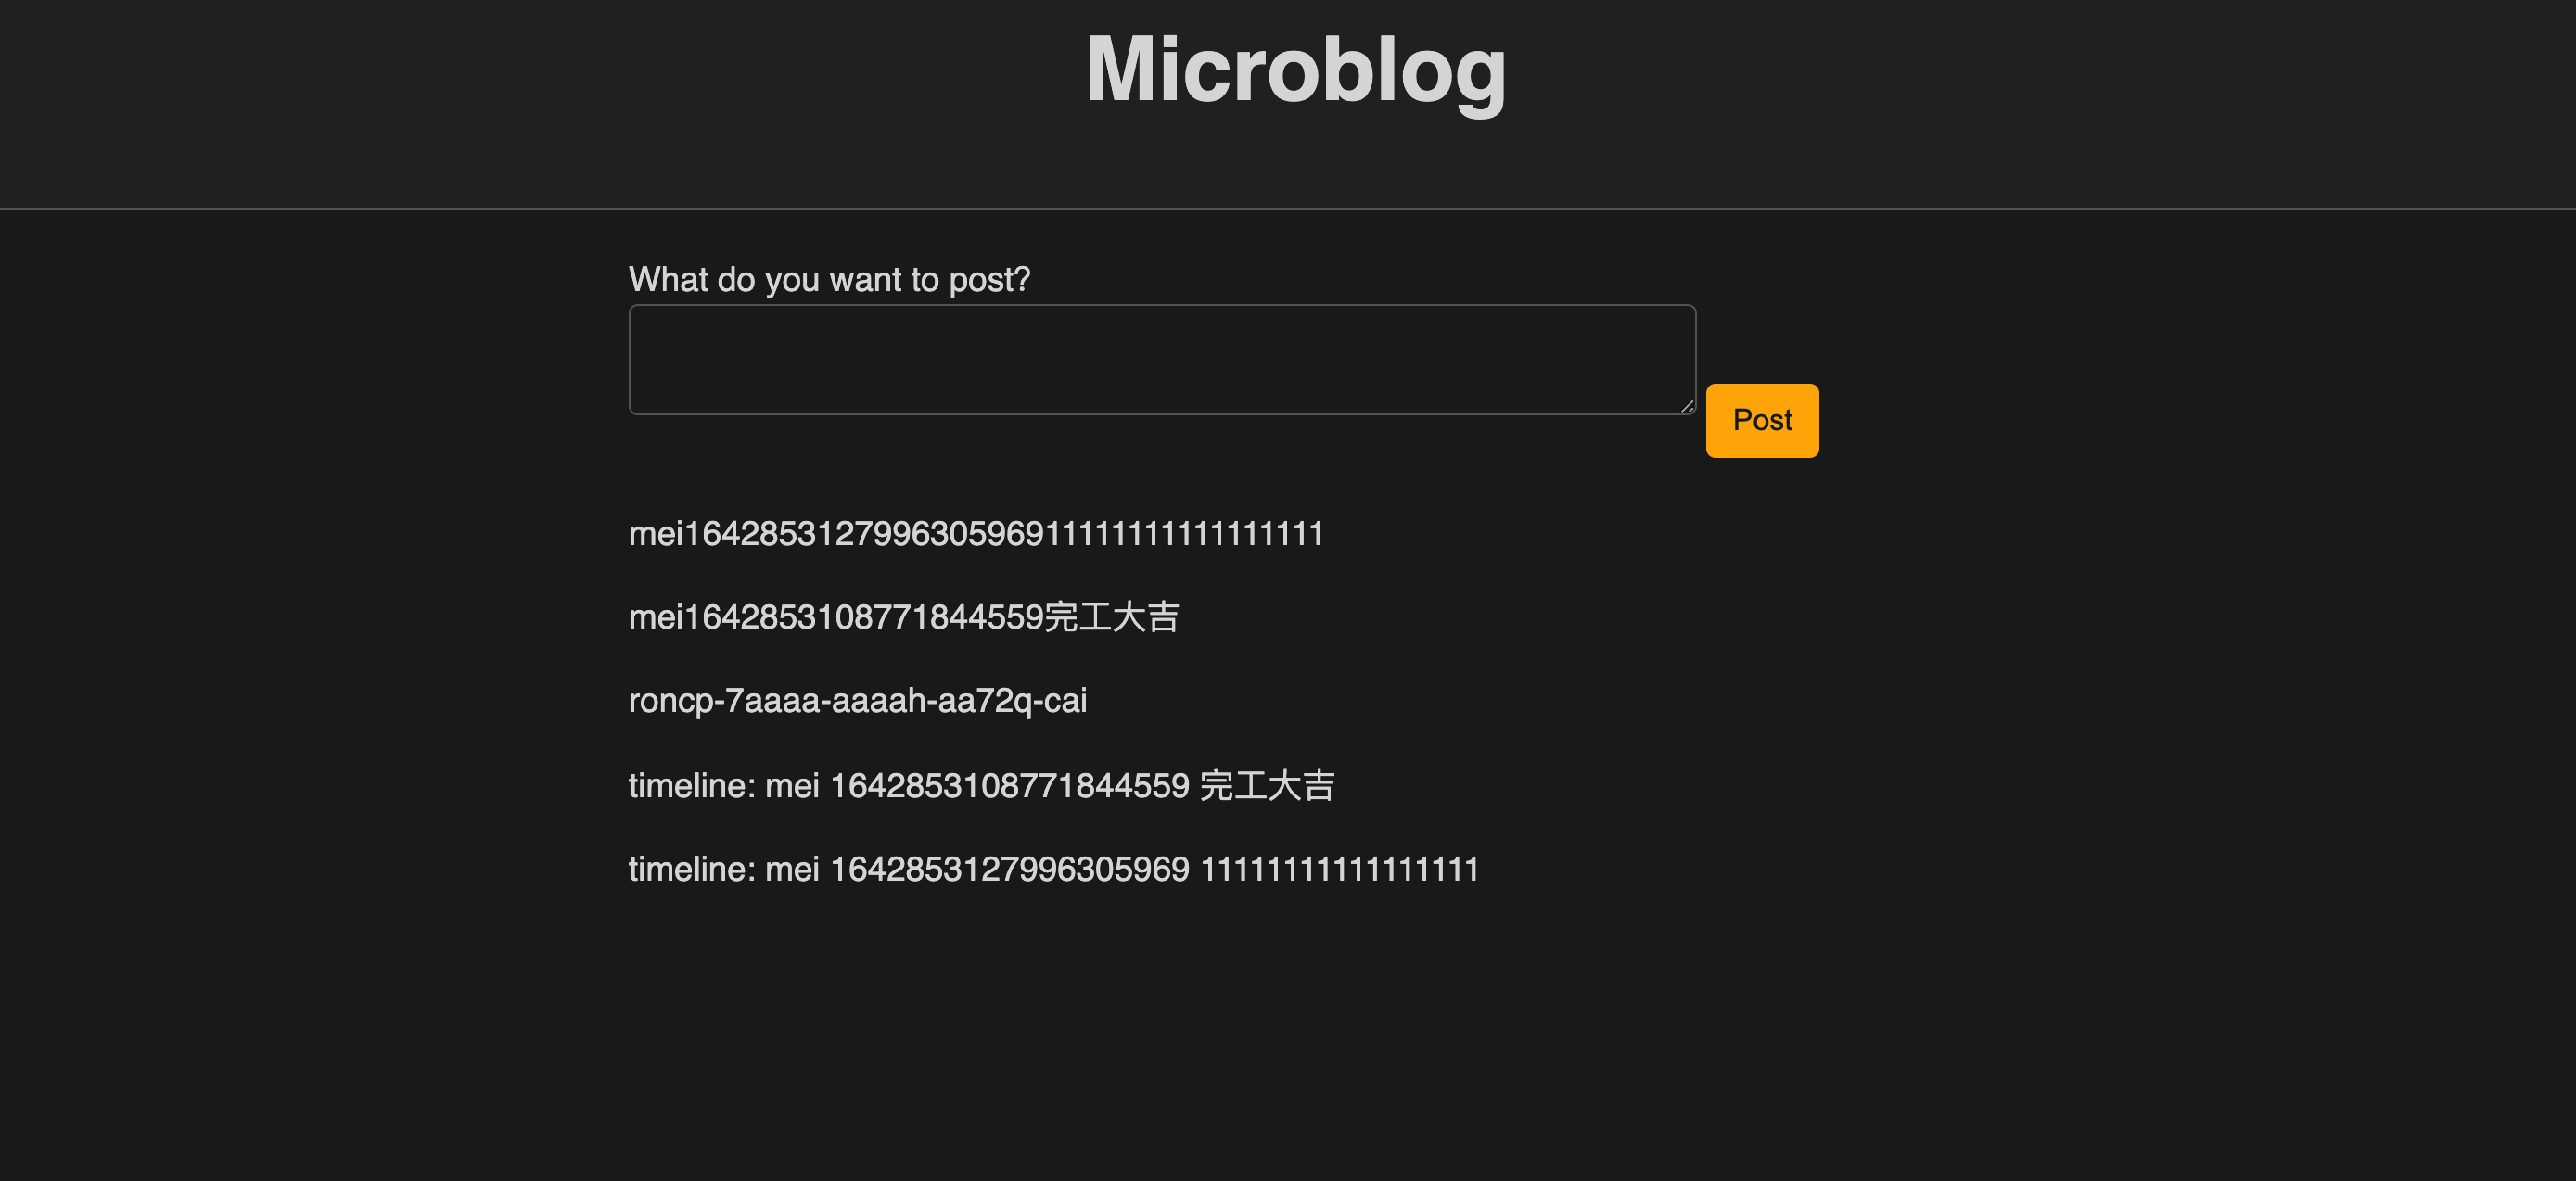 Microblog
What do you want to post?
Post
mei164285312799630596911111111111111111
mei1642853108771844559完工大吉
roncp-7aaaa-aaaah-aa72q-cai
timeline: mei 1642853108771844559 完工大吉
timeline: mei 1642853127996305969 11111111111111111